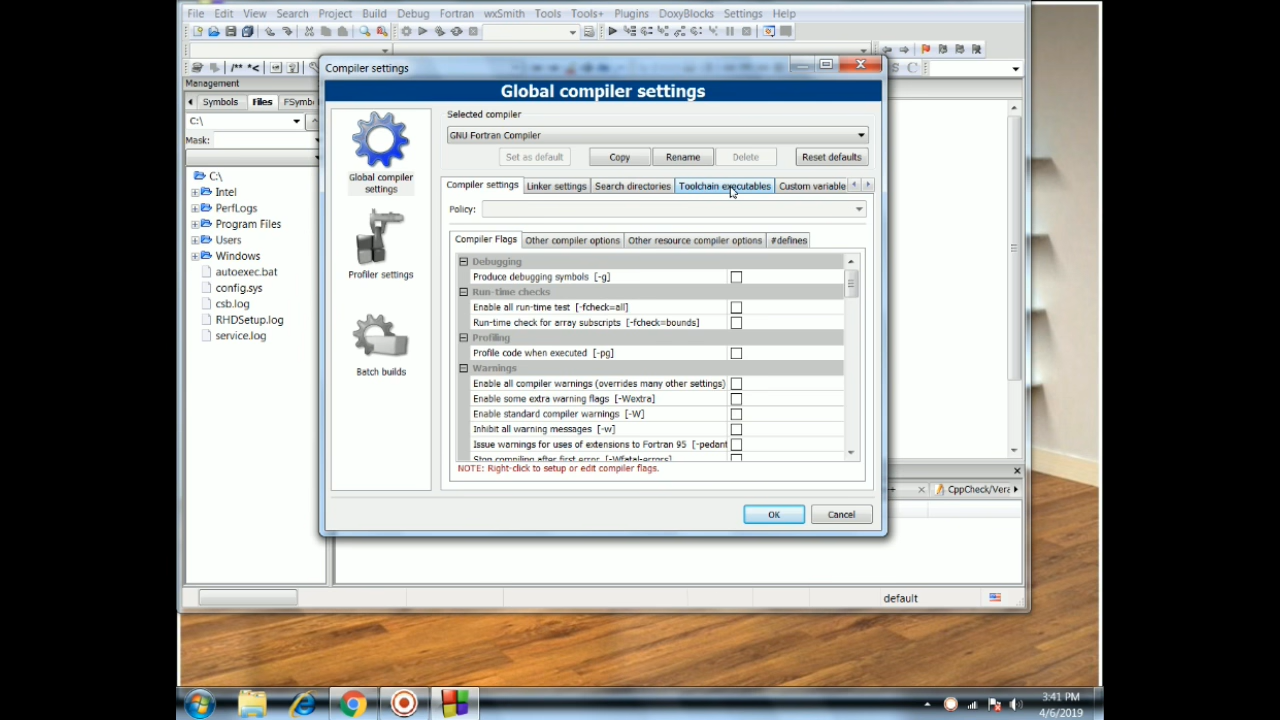 File Edit View Search Project Build Debug Fortran wxSmith Tools Tools+ Plugins DoxyBlocks Settings Help
/** *<
S C
Compiler settings
Global compiler settings
Management
Symbols Files FSymb
C:\
Mask:
C:\
Intel
PerfLogs
Program Files
Users
Windows
autoexec.bat
config.sys
csb.log
RHDSetup.log
service.log
Global compiler
settings
Profiler settings
Batch builds
Selected compiler
GNU Fortran Compiler
Set as default Copy Rename Delete Reset defaults
Compiler settings Linker settings Search directories Toolchain executables Custom variable
Policy:
Compiler Flags Other compiler options Other resource compiler options #defines
Debugging
Produce debugging symbols [-g]
Run-time checks
Enable all run-time test [-fcheck=all]
Run-time check for array subscripts [-fcheck=bounds]
Profiling
Profile code when executed [-pg]
Warnings
Enable all compiler warnings (overrides many other settings)
Enable some extra warning flags [-Wextra]
Enable standard compiler warnings [-W]
Inhibit all warning messages [-w]
Issue warnings for uses of extensions to Fortran 95 [-pedant
Stop compiling after first error [-Wfatal-errors]
NOTE: Right-click to setup or edit compiler flags.
OK Cancel
CppCheck/Vera
default
3:41 PM
4/6/2019